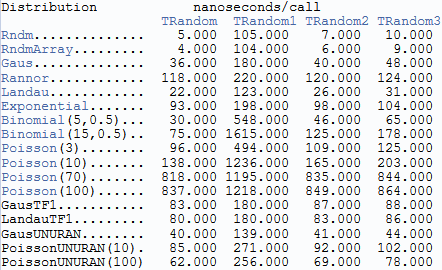 Distribution nanoseconds/call
TRandom TRandom1 TRandom2 TRandom3
Rndm.............. 5.000 105.000 7.000 10.000
RndmArray......... 4.000 104.000 6.000 9.000
Gaus.............. 36.000 180.000 40.000 48.000
Rannor............ 118.000 220.000 120.000 124.000
Landau............ 22.000 123.000 26.000 31.000
Exponential....... 93.000 198.000 98.000 104.000
Binomial(5,0.5)... 30.000 548.000 46.000 65.000
Binomial(15,0.5).. 75.000 1615.000 125.000 178.000
Poisson(3)........ 96.000 494.000 109.000 125.000
Poisson(10)....... 138.000 1236.000 165.000 203.000
Poisson(70)....... 818.000 1195.000 835.000 844.000
Poisson(100)...... 837.000 1218.000 849.000 864.000
GausTF1........... 83.000 180.000 87.000 88.000
LandauTF1......... 80.000 180.000 83.000 86.000
GausUNURAN........ 40.000 139.000 41.000 44.000
PoissonUNURAN(10). 85.000 271.000 92.000 102.000
PoissonUNURAN(100) 62.000 256.000 69.000 78.000